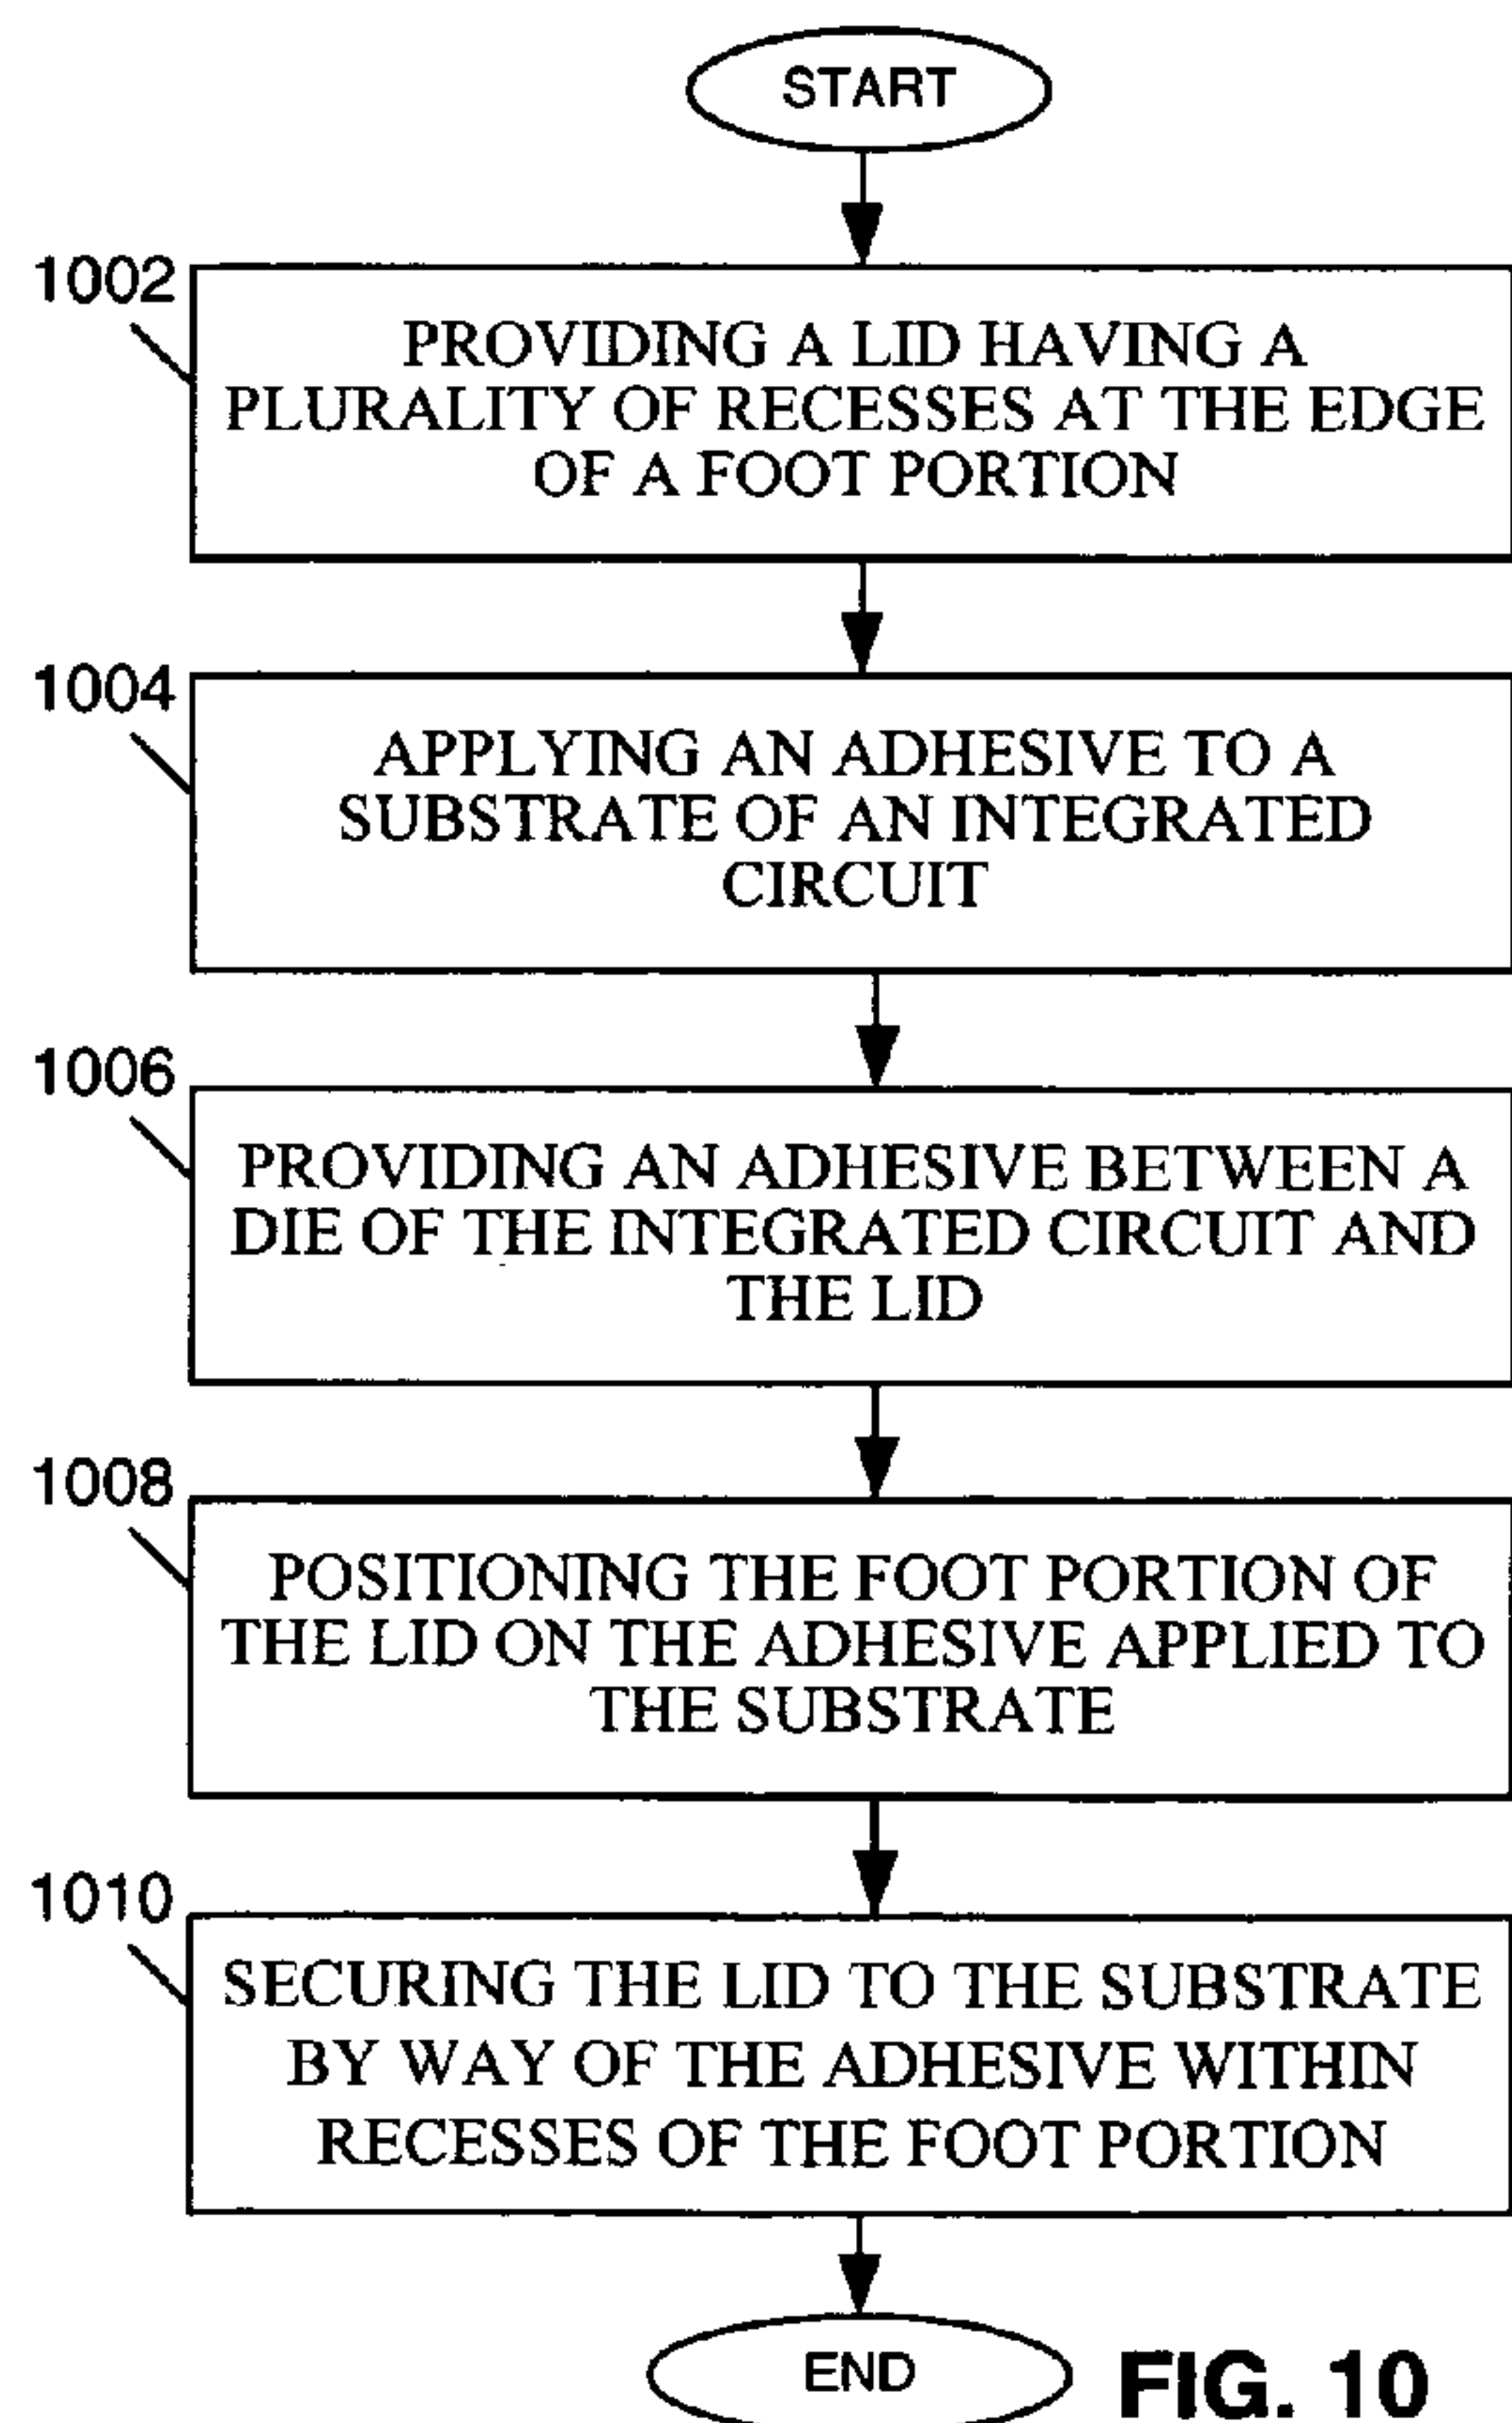 START
1002
PROVIDING A LID HAVING A
PLURALITY OF RECESSES AT THE EDGE
OF A FOOT PORTION
1004
APPLYING AN ADHESIVE TO A
SUBSTRATE OF AN INTEGRATED
CIRCUIT
1006
PROVIDING AN ADHESIVE BETWEEN A
DIE OF THE INTEGRATED CIRCUIT AND
THE LID
1008
POSITIONING THE FOOT PORTION OF
THE LID ON THE ADHESIVE APPLIED TO
THE SUBSTRATE
1010
SECURING THE LID TO THE SUBSTRATE
BY WAY OF THE ADHESIVE WITHIN
RECESSES OF THE FOOT PORTION
END
FIG. 10